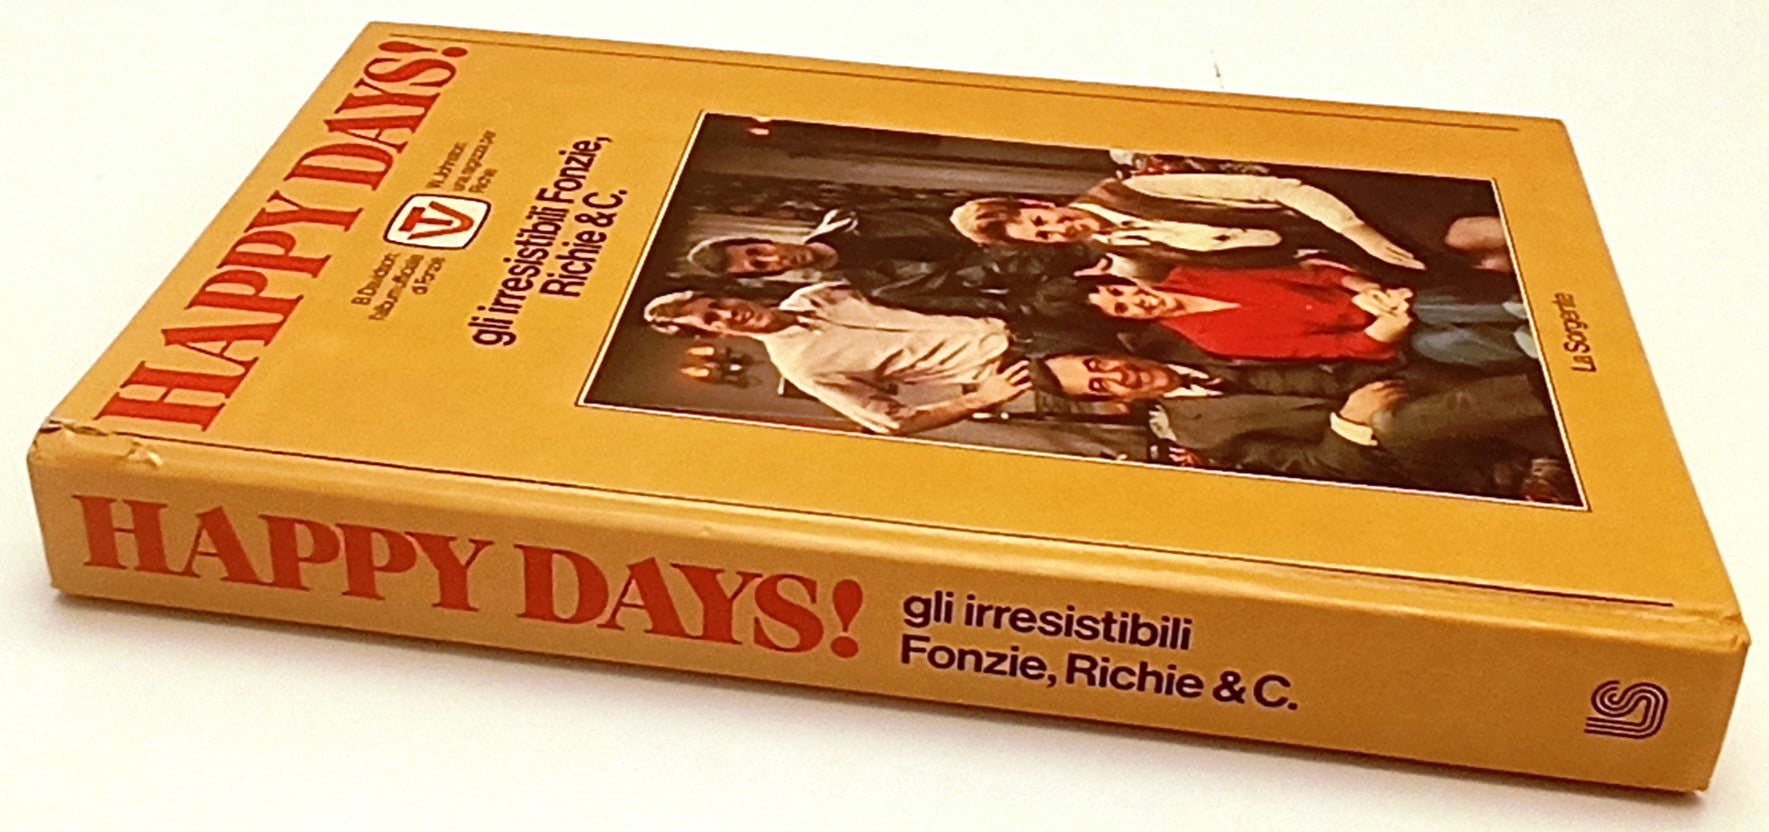 HAPPY DAYS!
B. Davidson:
l'album ufficiale
di Fonzie
TV
W. Johnston:
una ragazza per
Richie
gli irresistibili Fonzie,
Richie & C.
La Sorgente
HAPPY DAYS!
gli irresistibili
Fonzie, Richie & C.
LS